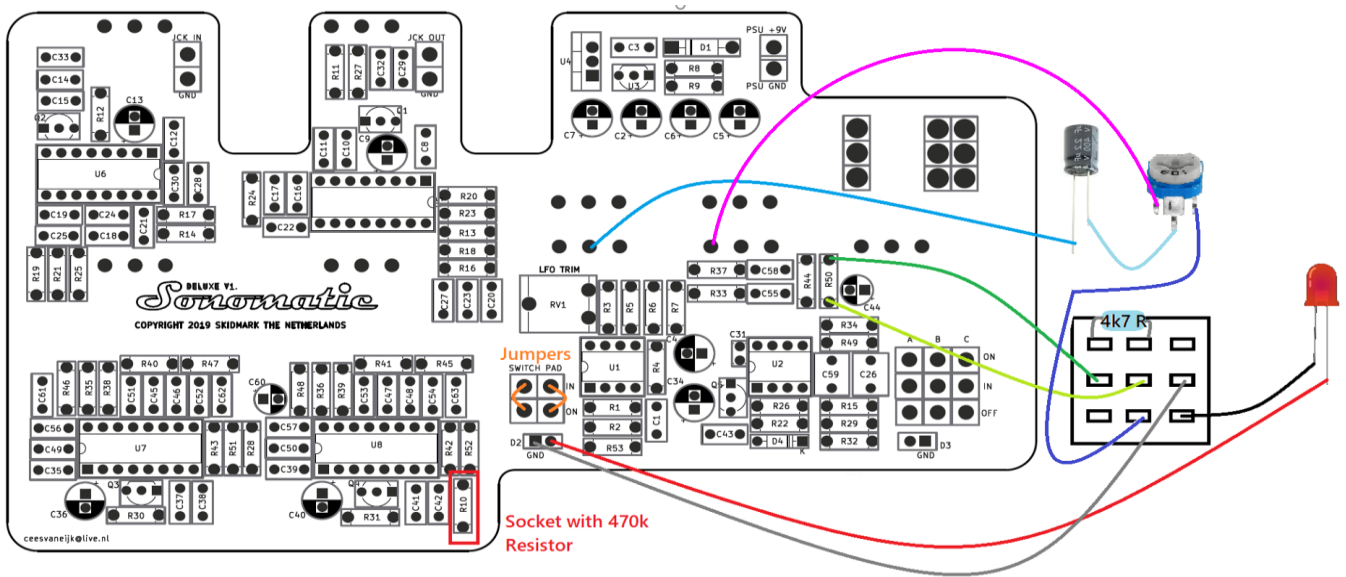 JCK IN
GND
C33
C14
C15
R12
C13
Q2
C12
U6
C30
C28
C19
C24
C21
R17
C25
C18
R14
R19
R21
R25
JCK OUT
GND
R11
R27
C32
C29
Q1
C9
C11
C10
C8
R24
C17
C16
C22
R20
R23
R13
R18
R16
C27
C23
C20
PSU +9V
PSU GND
U4
C3
D1
U3
R8
R9
C7
+
C2+
C6+
C5+
DELUXE V1.
Sonomatic
COPYRIGHT 2019 SKIDMARK THE NETHERLANDS
LFO TRIM
RV1
R3
R5
R6
R7
R37
C58
R33
C55
R44
R50
C44
+
C4
+
C31
U1
R4
U2
R34
R49
C59
C26
A
B
C
ON
IN
OFF
Jumpers
SWITCH PAD
IN
ON
C34
+
R1
R2
R53
C1
C43
R26
R22
D4
K
R15
R29
R32
D2
GND
D3
GND
4k7 R
C61
R46
R35
R38
R40
R47
C51
C45
C46
C52
C62
C60
+
R48
R36
R39
R41
R45
C53
C47
C48
C54
C63
C56
C49
C35
U7
R43
R51
R28
C57
C50
C39
U8
R42
R52
C36
+
Q3
R30
C37
C38
C40
+
Q4
R31
C41
C42
R10
Socket with 470k
Resistor
ceesvaneijk@live.nl